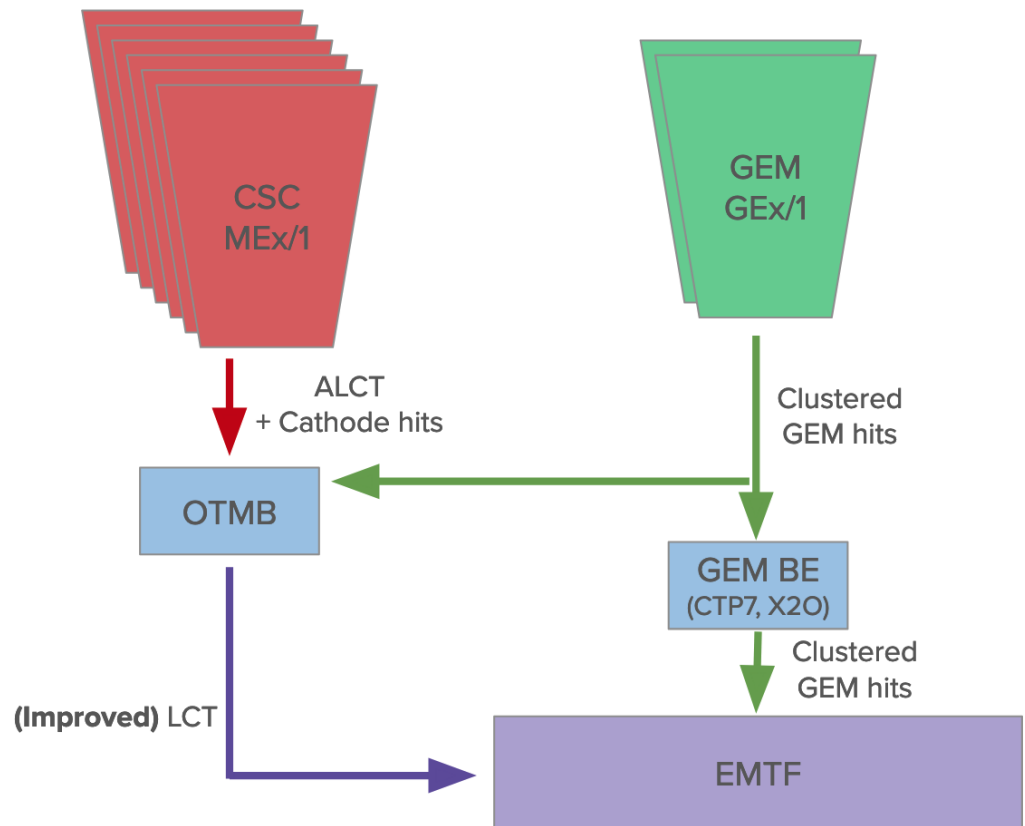 CSC
MEx/1
GEM
GEx/1
ALCT
+ Cathode hits
Clustered
GEM hits
OTMB
GEM BE
(CTP7, X2O)
Clustered
GEM hits
(Improved) LCT
EMTF